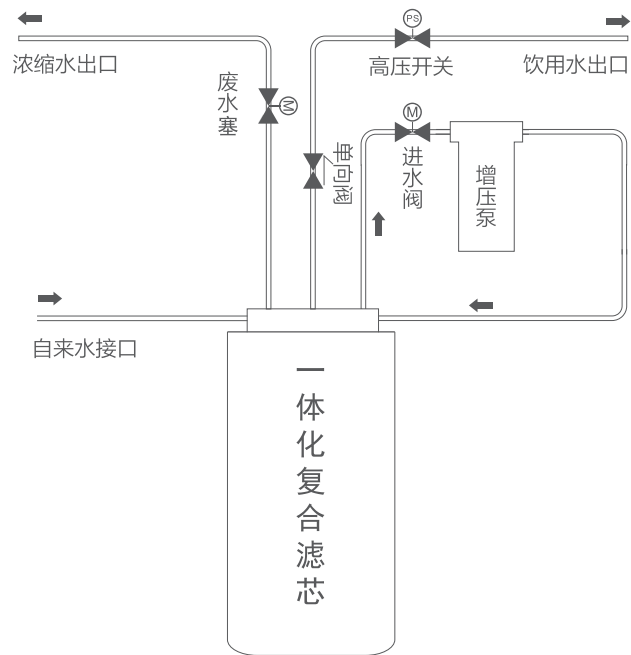 PS
浓缩水出口
高压开关
饮用水出口
废水塞
M
M
单向阀
进水阀
增压泵
自来水接口
一体化复合滤芯